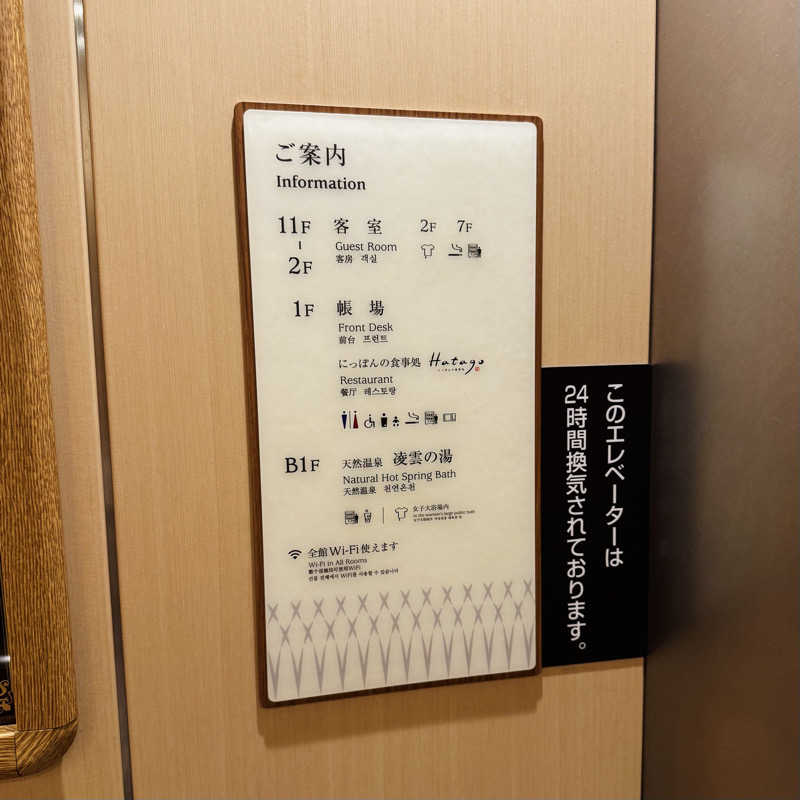 ご案内
Information
11F 客室 2F 7F
Guest Room
2F 客房 객실
1F 帳場
Front Desk
前台 프런트
にっぽんの食事処 Hatago
Restaurant
餐厅 레스토랑
B1F 天然温泉 凌雲の湯
Natural Hot Spring Bath
天然温泉 천연온천
女子大浴場内
全館Wi-Fi使えます
Wi-Fi in All Rooms
このエレベーターは
24時間換気されております。